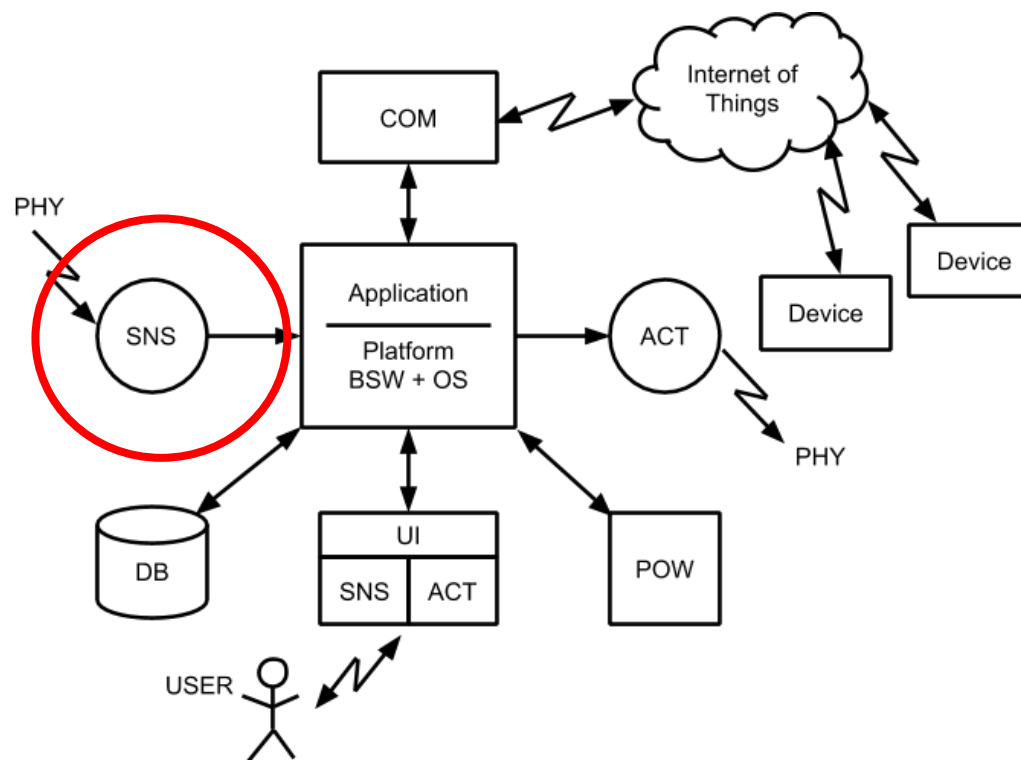 Internet of
Things
COM
PHY
Device
Application
Device
SNS
ACT
Platform
BSW + OS
PHY
UI
DB
POW
SNS
ACT
USER